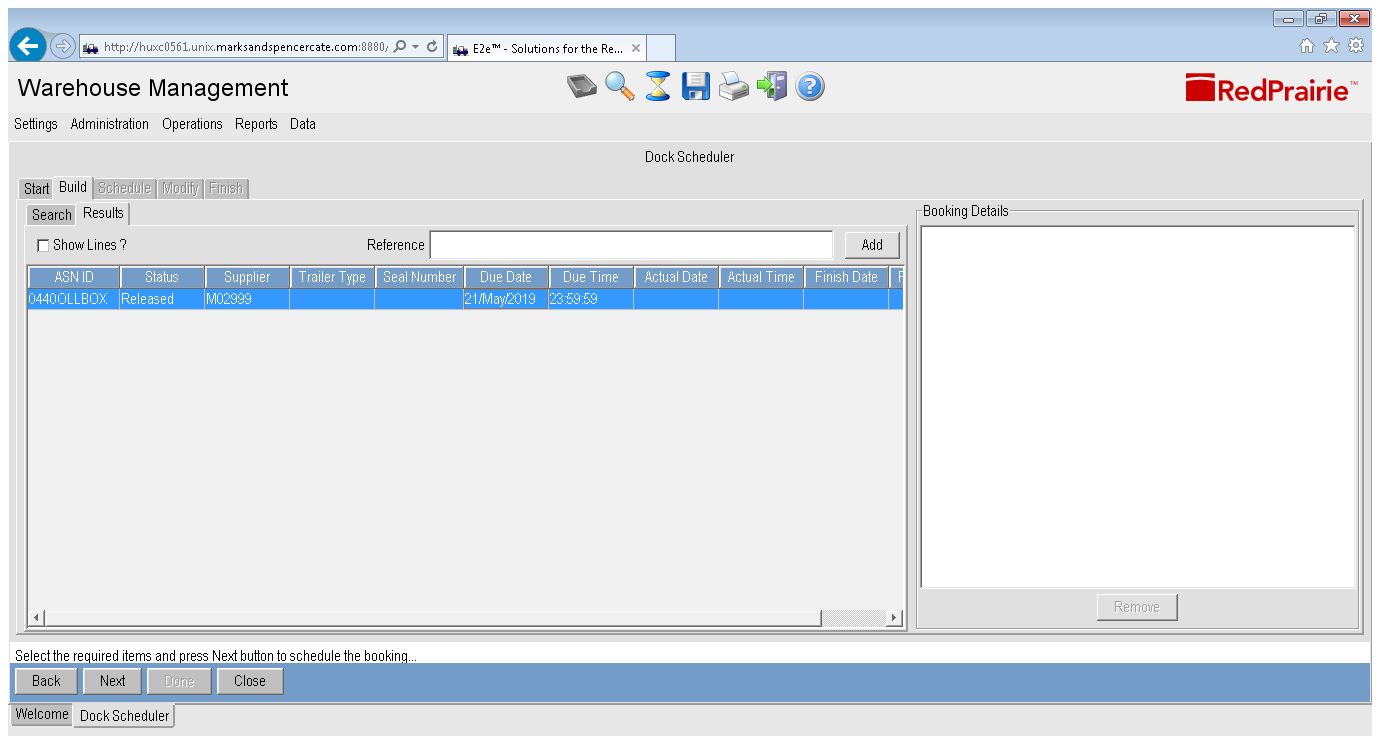 http://huxc0561.unix.marksandspencercate.com:8880,
E2e™ - Solutions for the Re...
Warehouse Management
RedPrairie™
Settings Administration Operations Reports Data
Dock Scheduler
Start Build Schedule Modify Finish
Search Results
Booking Details
Show Lines ? Reference Add
ASN ID Status Supplier Trailer Type Seal Number Due Date Due Time Actual Date Actual Time Finish Date
0440OLLBOX Released M02999 21/May/2019 23:59:59
Remove
Select the required items and press Next button to schedule the booking...
Back Next Done Close
Welcome Dock Scheduler